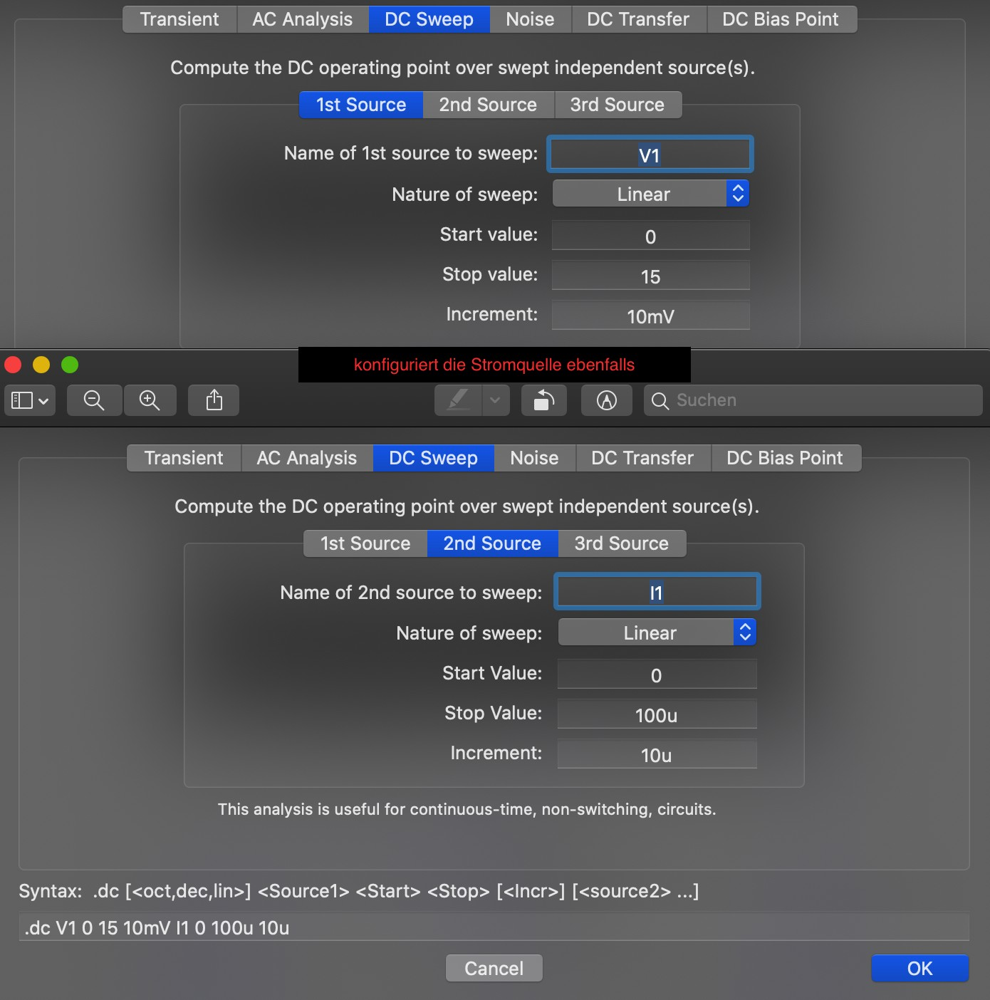 Transient AC Analysis DC Sweep Noise DC Transfer DC Bias Point
Compute the DC operating point over swept independent source(s).
1st Source 2nd Source 3rd Source
Name of 1st source to sweep: V1
Nature of sweep: Linear
Start value: 0
Stop value: 15
Increment: 10mV
konfiguriert die Stromquelle ebenfalls
Suchen
Transient AC Analysis DC Sweep Noise DC Transfer DC Bias Point
Compute the DC operating point over swept independent source(s).
1st Source 2nd Source 3rd Source
Name of 2nd source to sweep: I1
Nature of sweep: Linear
Start Value: 0
Stop Value: 100u
Increment: 10u
This analysis is useful for continuous-time, non-switching, circuits.
Syntax: .dc [<oct,dec,lin>] <Source1> <Start> <Stop> [<Incr>] [<source2> ...]
.dc V1 0 15 10mV I1 0 100u 10u
Cancel OK